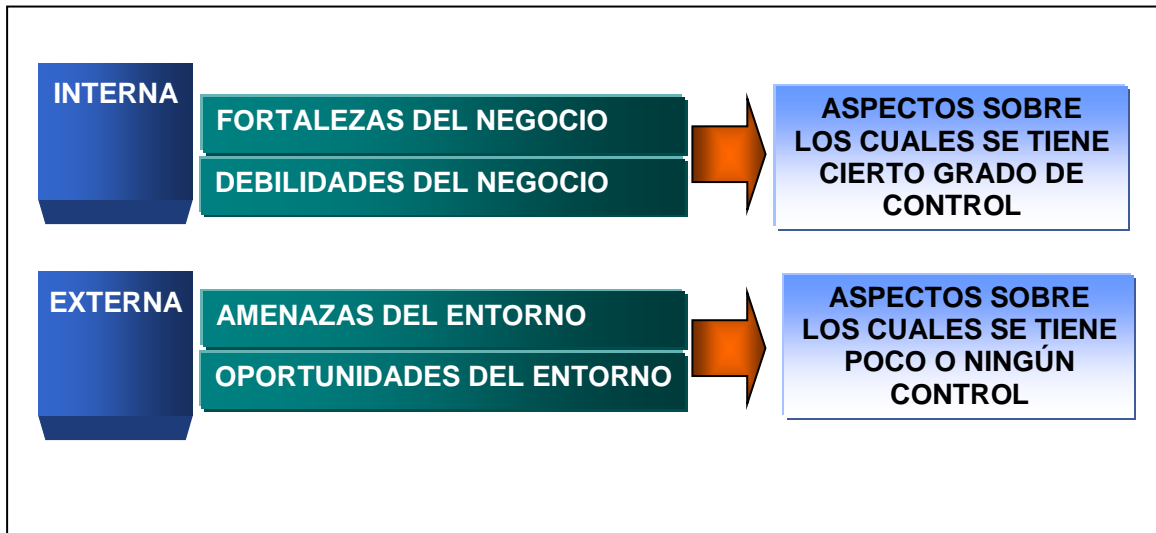 INTERNA
FORTALEZAS DEL NEGOCIO
DEBILIDADES DEL NEGOCIO
ASPECTOS SOBRE
LOS CUALES SE TIENE
CIERTO GRADO DE
CONTROL
EXTERNA
AMENAZAS DEL ENTORNO
OPORTUNIDADES DEL ENTORNO
ASPECTOS SOBRE
LOS CUALES SE TIENE
POCO O NINGÚN
CONTROL